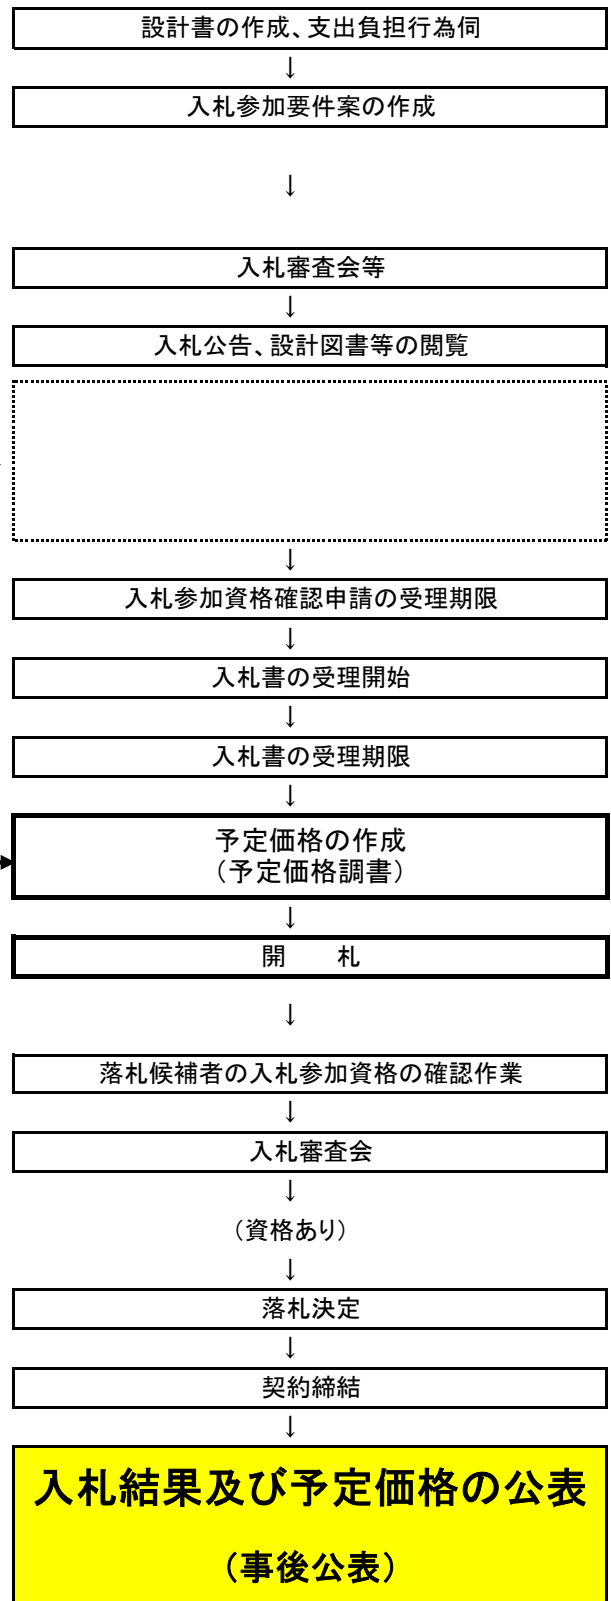 設計書の作成、支出負担行為伺
↓
入札参加要件案の作成
↓
入札審査会等
↓
入札公告、設計図書等の閲覧
↓
入札参加資格確認申請の受理期限
↓
入札書の受理開始
↓
入札書の受理期限
↓
予定価格の作成
（予定価格調書）
↓
開　　札
↓
落札候補者の入札参加資格の確認作業
↓
入札審査会
↓
（資格あり）
↓
落札決定
↓
契約締結
↓
入札結果及び予定価格の公表
（事後公表）